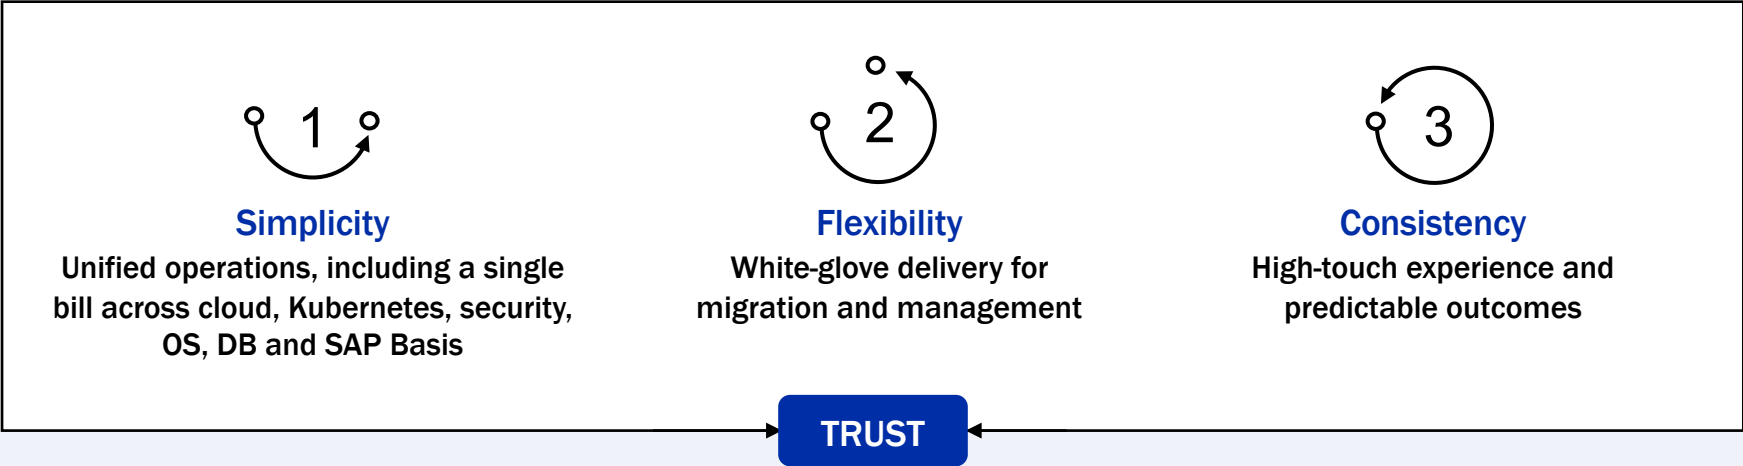 1
Simplicity
Unified operations, including a single
bill across cloud, Kubernetes, security,
OS, DB and SAP Basis
2
Flexibility
White-glove delivery for
migration and management
3
Consistency
High-touch experience and
predictable outcomes
TRUST